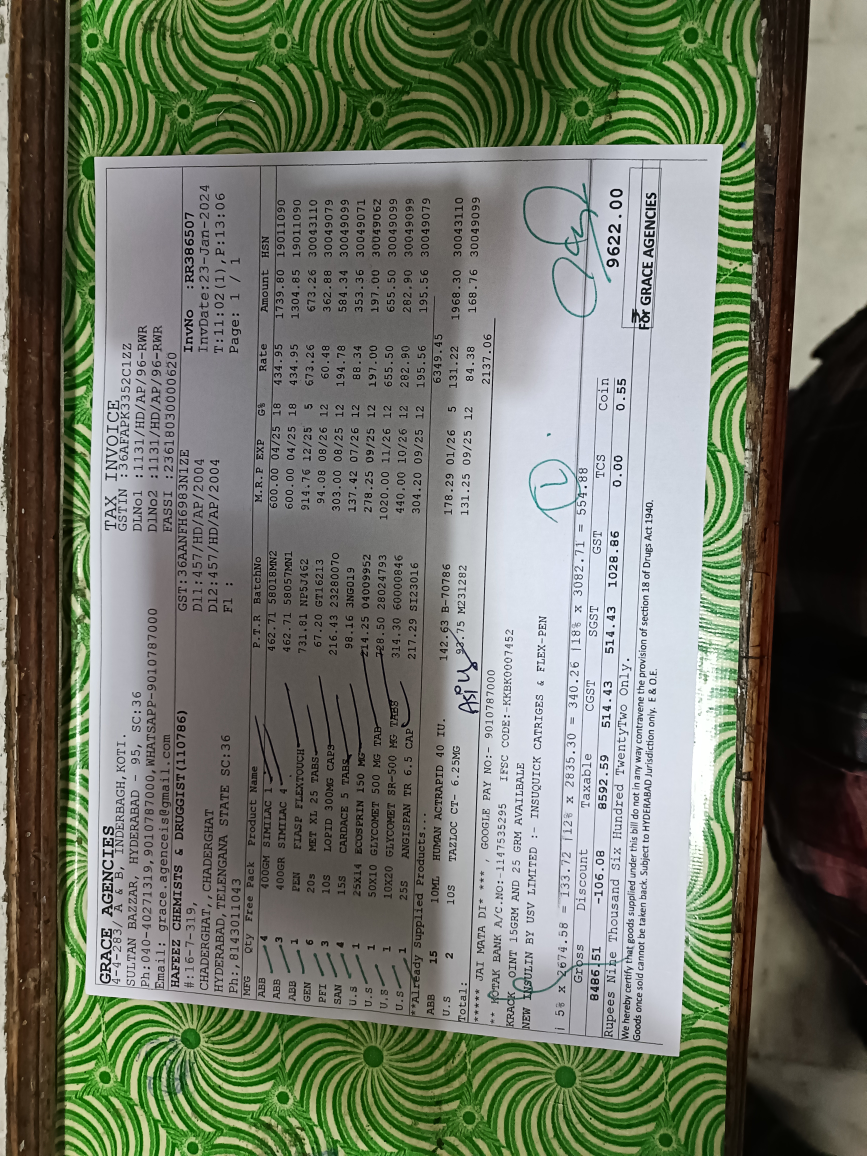 TAX INVOICE
GRACE AGENCIES
4-4-283/ A & B, INDERBAGH,KOTI.
SULTAN BAZZAR, HYDERABAD - 95, SC:36
Ph:040-40271319,9010787000,WHANSAPP-9010787000
Email: grace.agenceis@gmail.com
GSTIN :36AFAPK3352C1ZZ
DLNo1 :1131/HD/AP/96-RWR
DlNo2 :1131/HD/AP/96-RWR
FASSI :23618030000620
HAFEEZ CHEMISTS & DRUGGIST(110786)
#:16-7-319,
CHADERGHAT,,CHADERGHAT
HYDERABAD,TELENGANA STATE SC:36
Ph:,8143011043
GST:36AANFH6983N1ZE
Dl1:457/HD/AP/2004
Dl2:457/HD/AP/2004
Fl :
InvNo :RR386507
InvDate:23-Jan-2024
T:11:02(1),P:13:06
Page: 1 / 1
MFG Qty Free Pack Product Name P.T.R BatchNo M.R.P EXP G% Rate Amount HSN
ABB 4 400GM SIMILAC 1 462.71 58018MN2 600.00 04/25 18 434.95 1739.80 19011090
ABB 3 400GR SIMILAC 4 462.71 58057MN1 600.00 04/25 18 434.95 1304.85 19011090
ABB 1 PEN FIASP FLEXTOUCH 731.81 NP5J462 914.76 12/25 5 673.26 673.26 30043110
GEN 6 20s MET XL 25 TABS 67.20 GT16213 94.08 08/26 12 60.48 362.88 30049079
PFI 3 10S LOPID 300MG CAPS 216.43 23280070 303.00 08/25 12 194.78 584.34 30049099
SAN 4 15S CARDACE 5 TABS 98.16 3NG019 137.42 07/26 12 88.34 353.36 30049071
U.S 1 25X14 ECOSPRIN 150 MG 214.25 04009952 278.25 09/25 12 197.00 197.00 30049062
U.S 1 50X10 GLYCOMET 500 MG TAB 728.50 28024793 1020.00 11/26 12 655.50 655.50 30049099
U.S 1 10X20 GLYCOMET SR-500 MG TABS 314.30 60000846 440.00 10/26 12 282.90 282.90 30049099
U.S 1 25S ANGISPAN TR 6.5 CAP 217.29 SI23016 304.20 09/25 12 195.56 195.56 30049079
**Already Supplied Products... 6349.45
ABB 15 10ML HUMAN ACTRAPID 40 IU. 142.63 B-70786 178.29 01/26 5 131.22 1968.30 30043110
U.S 2 10S TAZLOC CT- 6.25MG 93.75 M231282 131.25 09/25 12 84.38 168.76 30049099
Total: 2137.06
***** JAI MATA DI* *** , GOOGLE PAY NO:- 9010787000
** KOTAK BANK A/C.NO:-1147535295 IFSC CODE:-KKBK0007452
KRACK OINT 15GRM AND 25 GRM AVAILBALE
NEW INSULIN BY USV LIMITED :- INSUQUICK CATRIGES & FLEX-PEN
| 5% x 2674.58 = 133.72 |12% x 2835.30 = 340.26 |18% x 3082.71 = 554.88
Gross Discount Taxable CGST SGST GST TCS Coin
8486.51 -106.08 8592.59 514.43 514.43 1028.86 0.00 0.55 9622.00
Rupees Nine Thousand Six Hundred TwentyTwo Only.
We hereby certify that goods supplied under this bill do not in any way contravene the provision of section 18 of Drugs Act 1940.
Goods once sold cannot be taken back. Subject to HYDERABAD Jurisdiction only. E & O.E.
₹
For GRACE AGENCIES